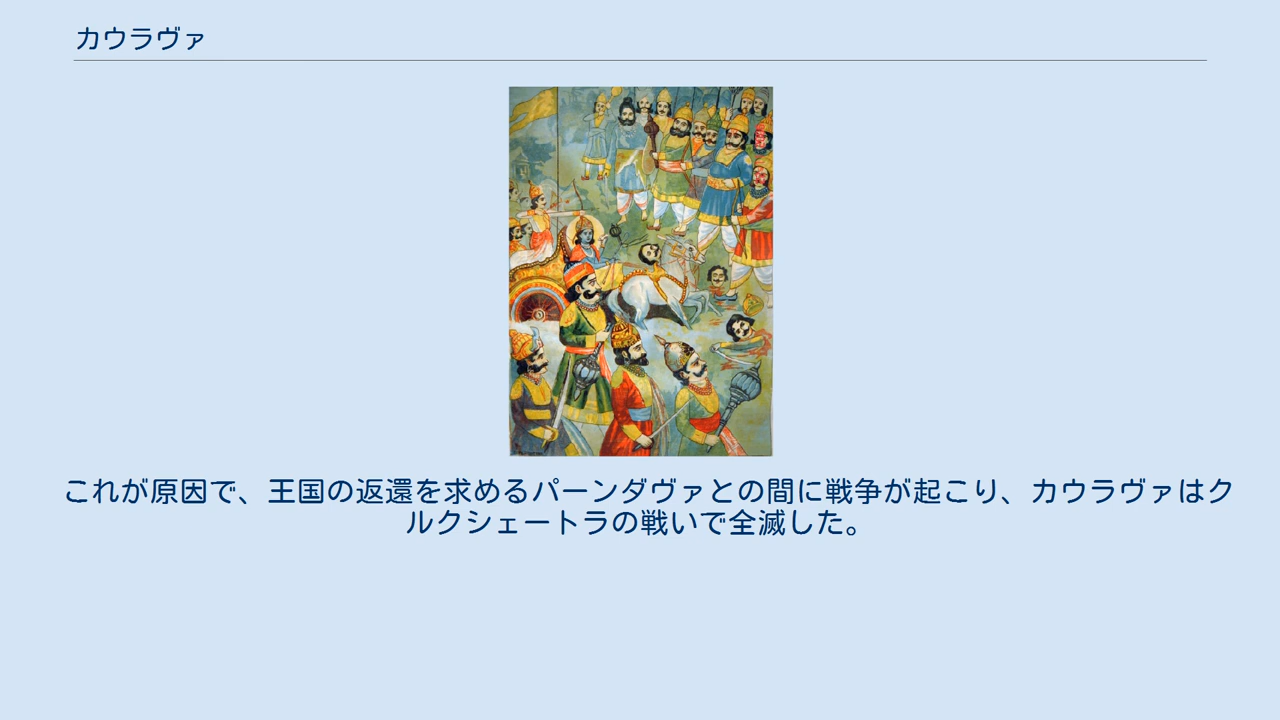 カウラヴァ
これが原因で、王国の返還を求めるパーンダヴァとの間に戦争が起こり、カウラヴァはク
ルクシェートラの戦いで全滅した。